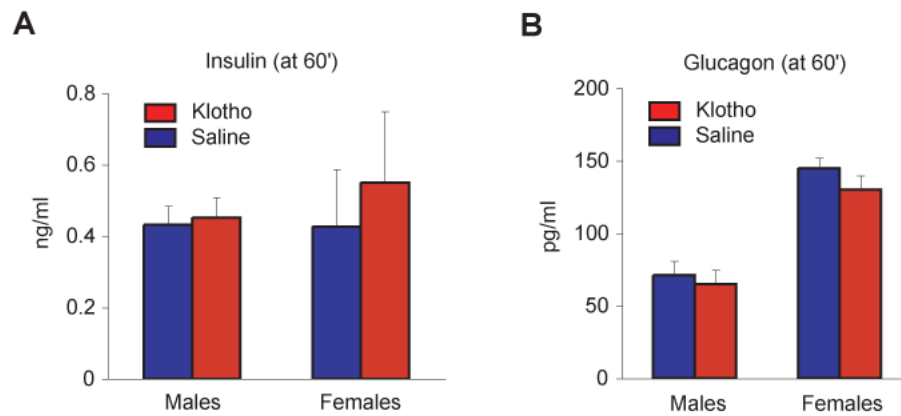 A
Insulin (at 60')
0.8
0.6
0.4
0.2
0
ng/ml
Klotho
Saline
Males
Females
B
Glucagon (at 60')
200
150
100
50
0
pg/ml
Klotho
Saline
Males
Females